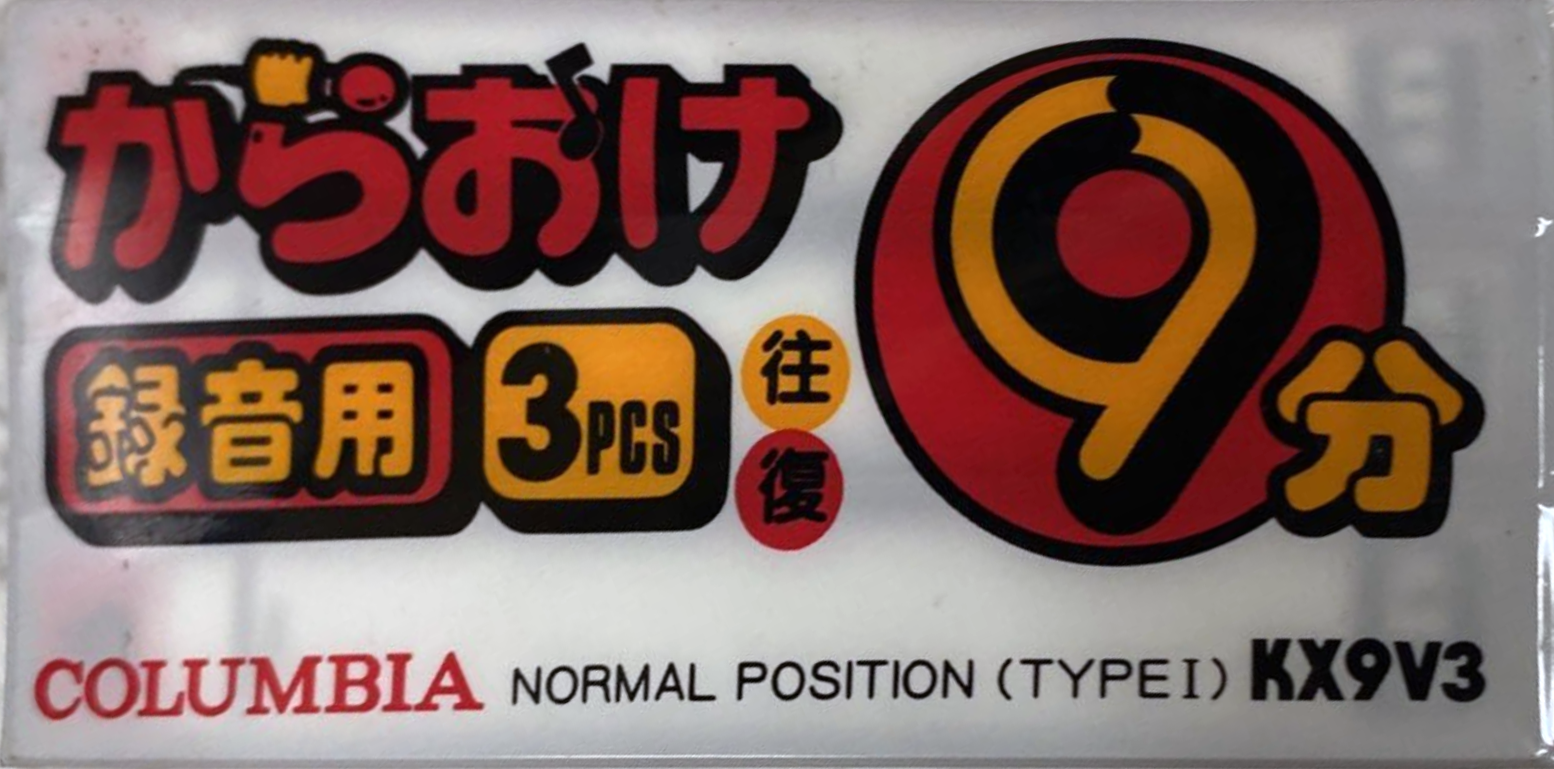 からおけ
録音用 3PCS 往復 9分
COLUMBIA NORMAL POSITION (TYPE I) KX9V3